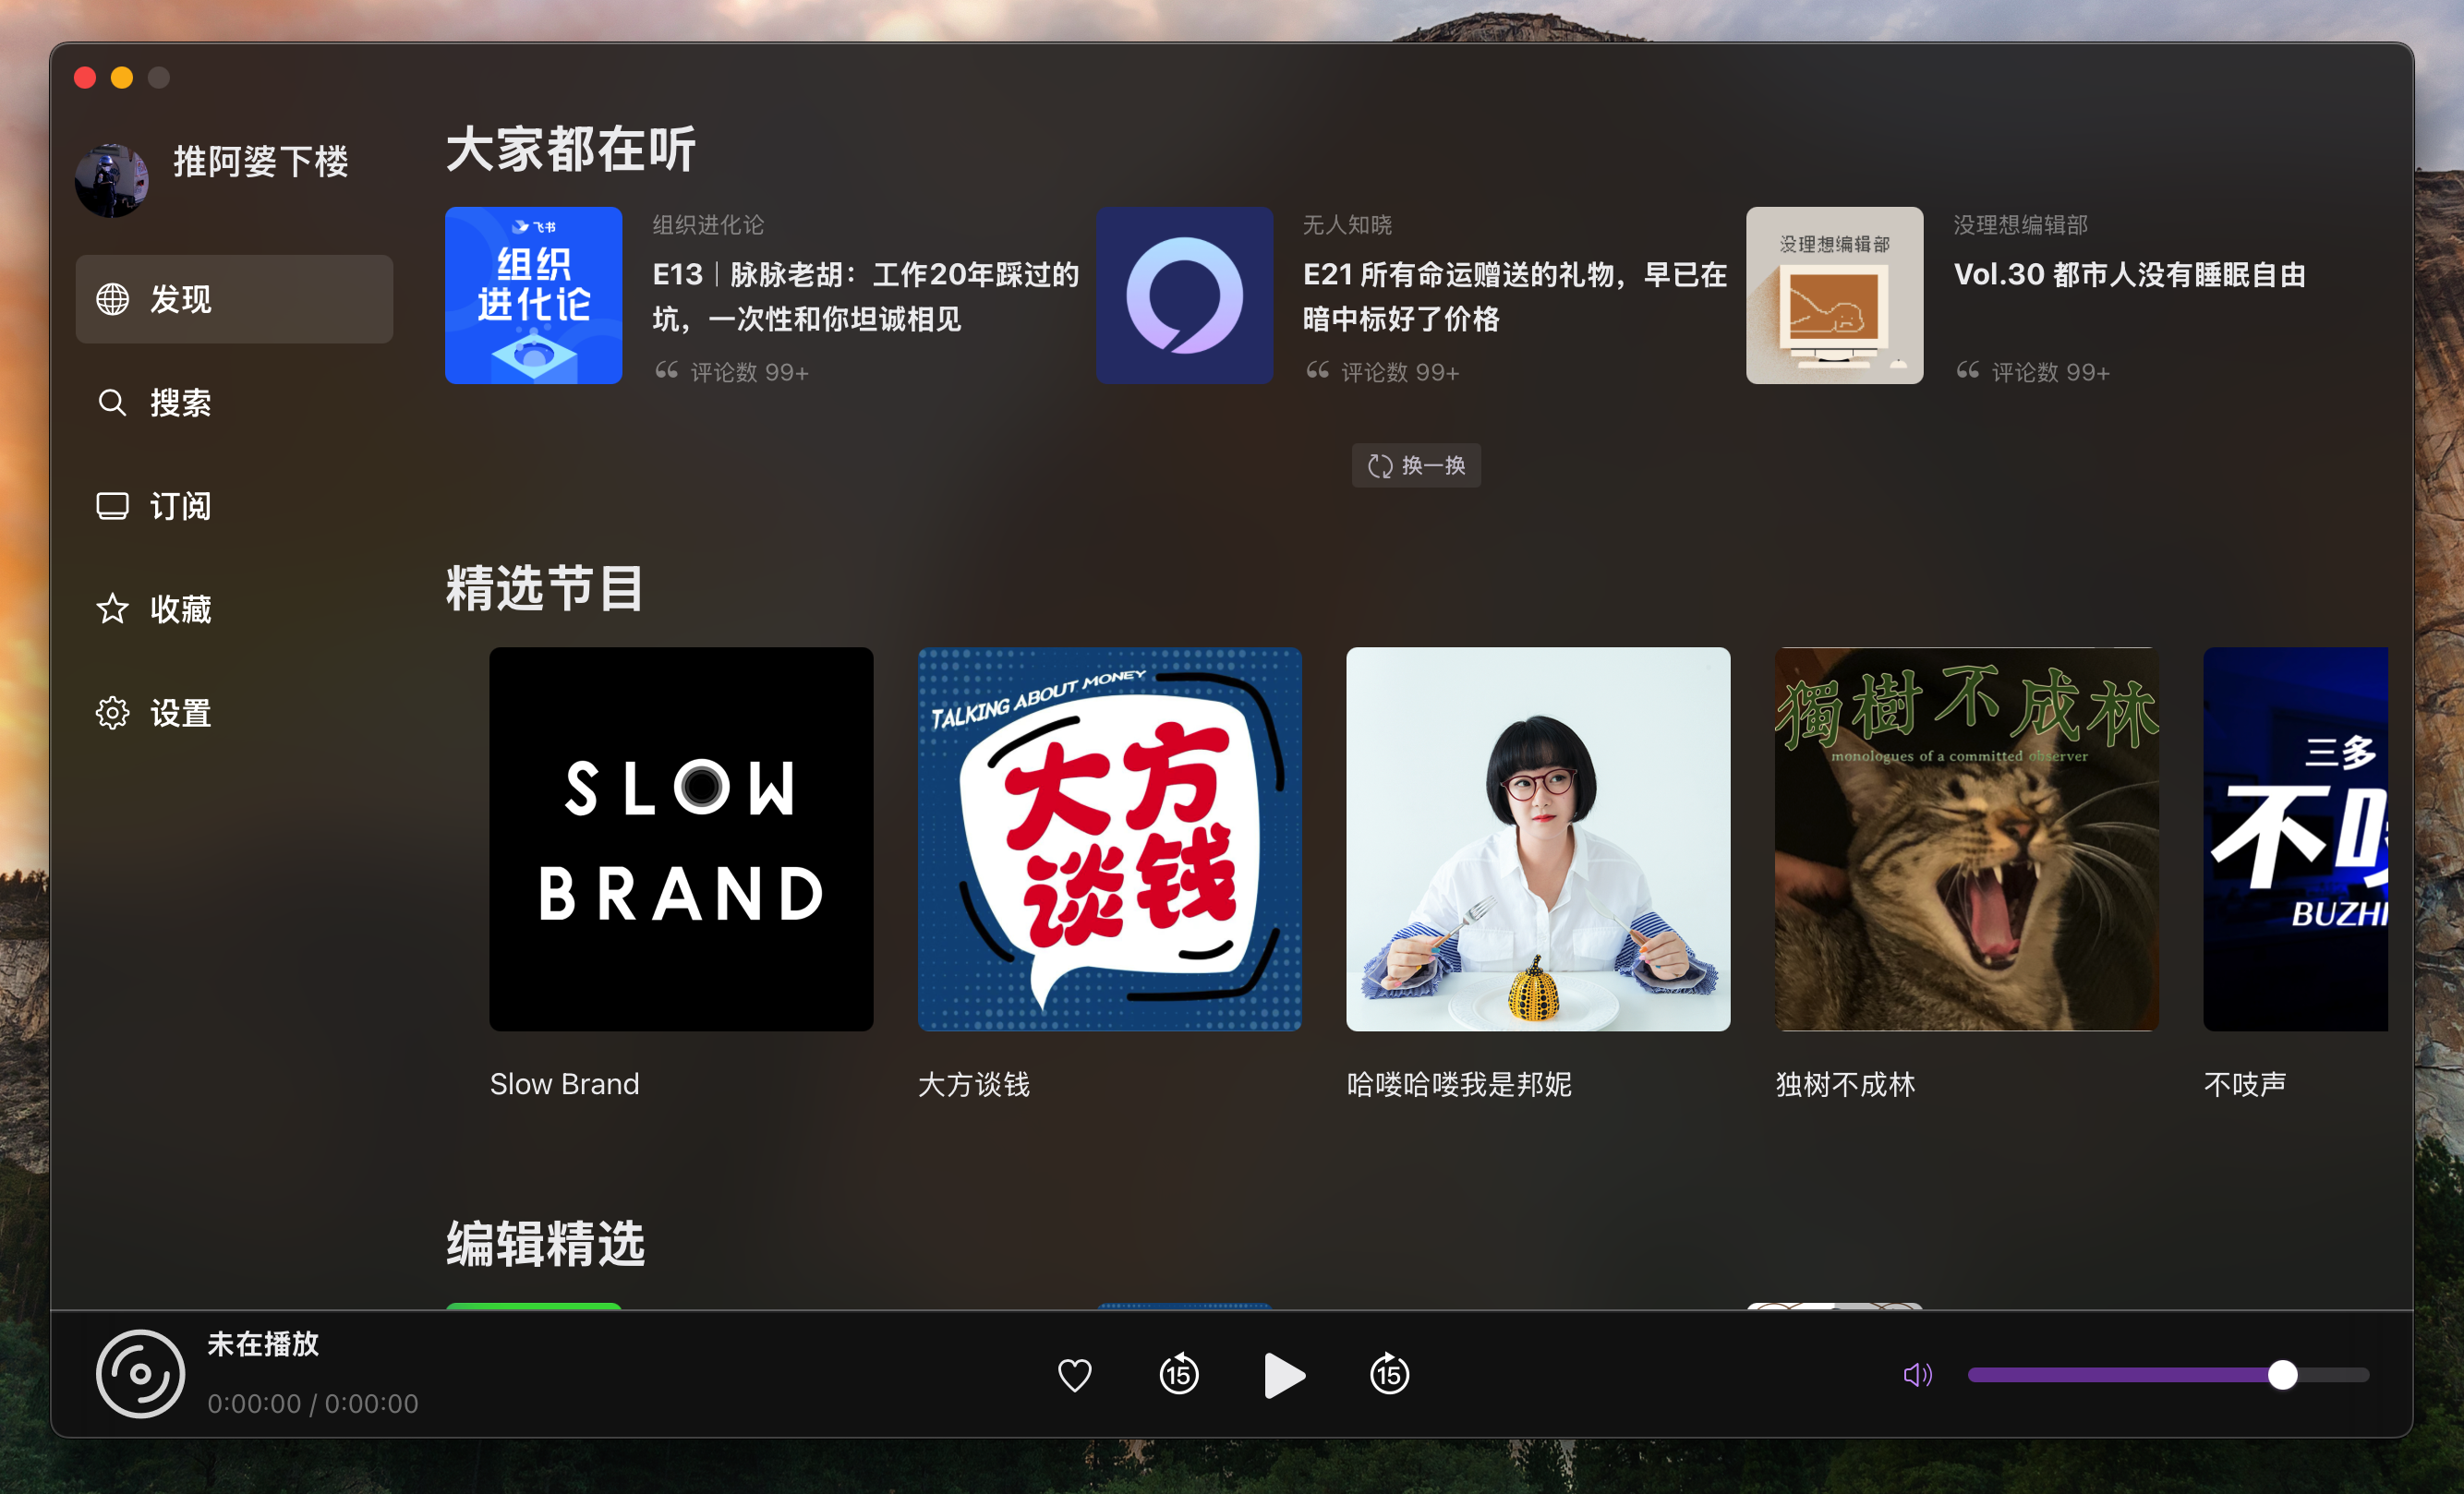 推阿婆下楼
发现
搜索
订阅
收藏
设置
大家都在听
飞书
组织
进化论
组织进化论
E13｜脉脉老胡：工作20年踩过的
坑，一次性和你坦诚相见
评论数 99+
无人知晓
E21 所有命运赠送的礼物，早已在
暗中标好了价格
评论数 99+
没理想编辑部
没理想编辑部
Vol.30 都市人没有睡眠自由
评论数 99+
换一换
精选节目
SLOW
BRAND
Slow Brand
TALKING ABOUT MONEY
大方
谈钱
大方谈钱
哈喽哈喽我是邦妮
獨樹不成林
monologues of a committed observer
独树不成林
三多
不吱
BUZHI
不吱声
编辑精选
未在播放
0:00:00 / 0:00:00
15
15